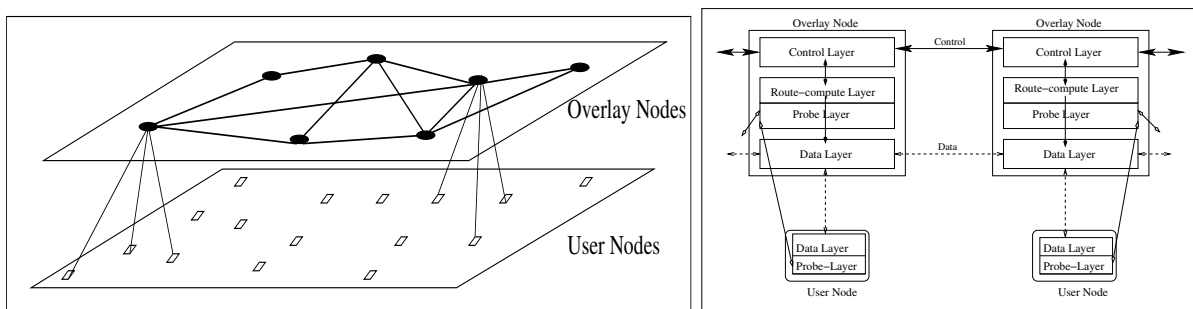 Overlay Nodes
User Nodes
Overlay Node
Overlay Node
Control Layer
Control
Control Layer
Route-compute Layer
Route-compute Layer
Probe Layer
Probe Layer
Data Layer
Data
Data Layer
Data Layer
Data Layer
Probe-Layer
Probe-Layer
User Node
User Node